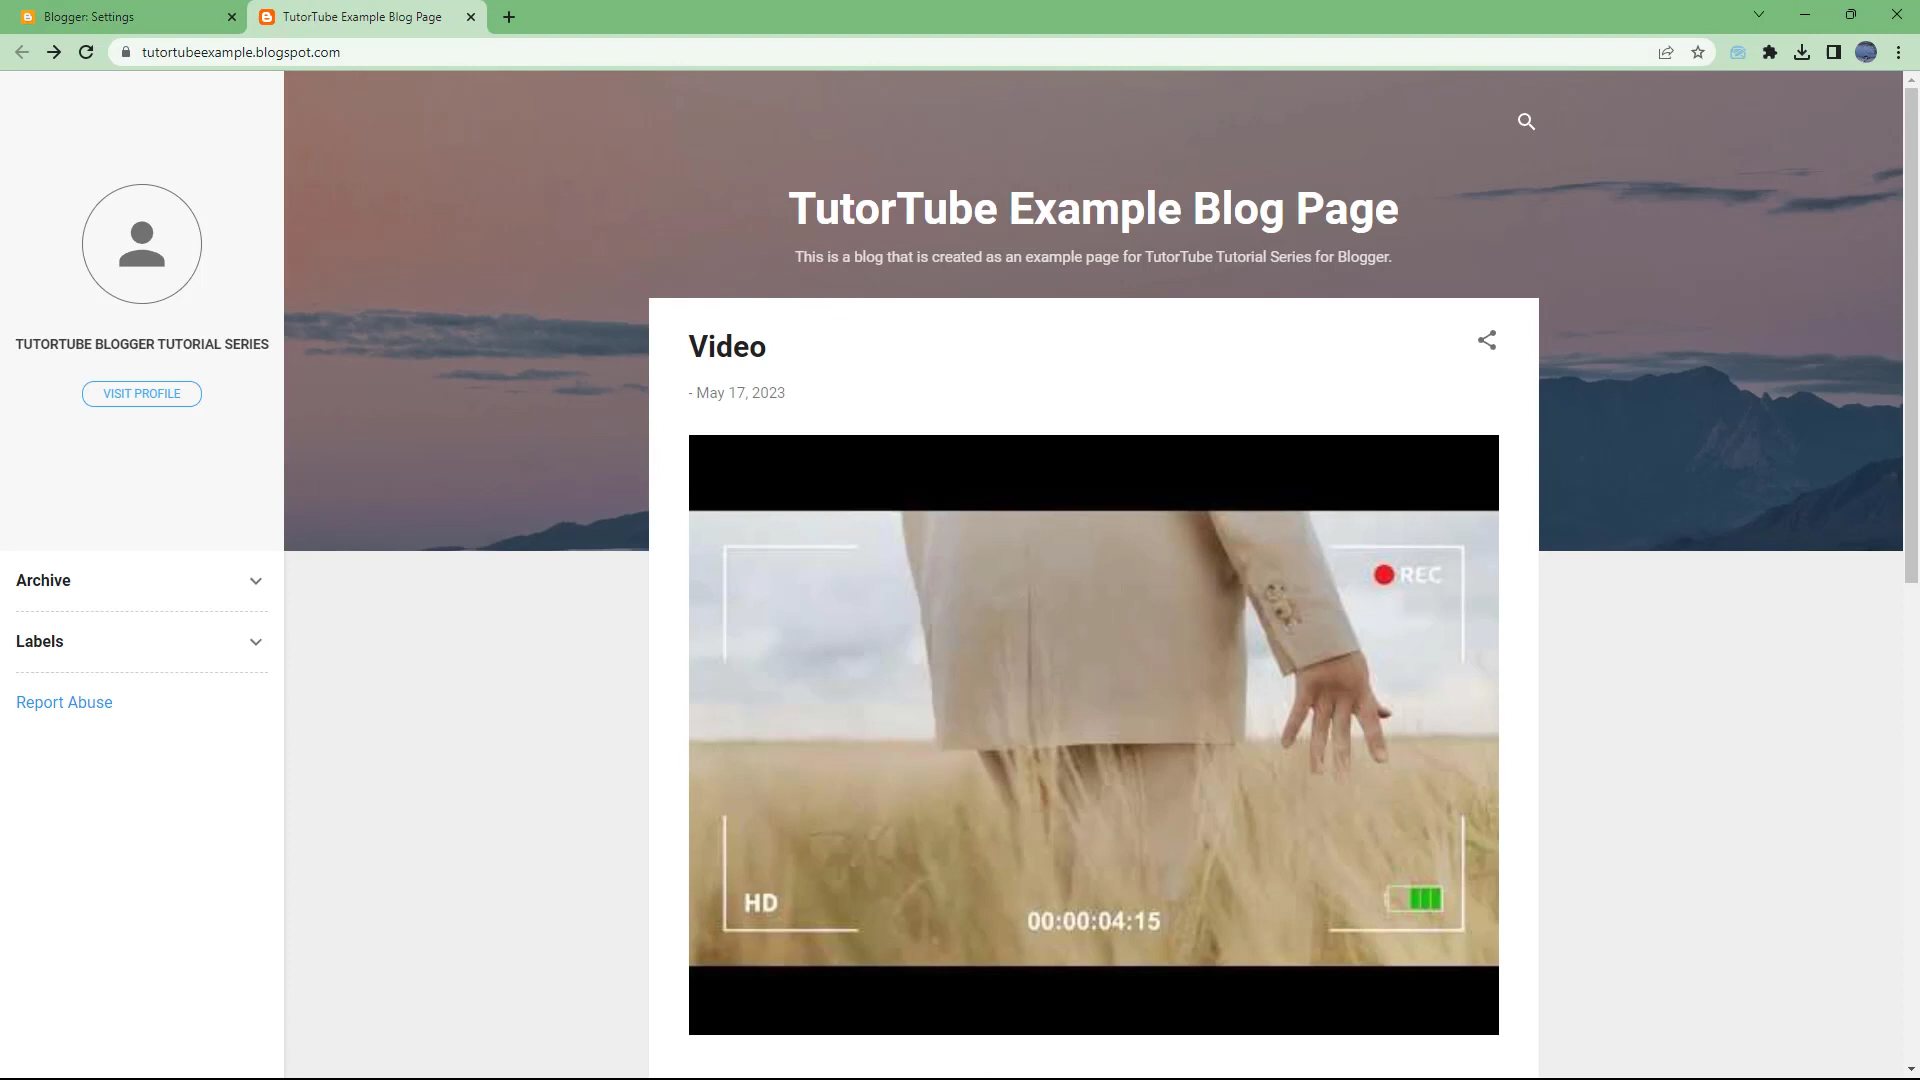 Blogger: Settings
TutorTube Example Blog Page
tutortubeexample.blogspot.com
TutorTube Example Blog Page
This is a blog that is created as an example page for TutorTube Tutorial Series for Blogger.
TUTORTUBE BLOGGER TUTORIAL SERIES
VISIT PROFILE
Archive
Labels
Report Abuse
Video
- May 17, 2023
REC
HD
00:00:04:15